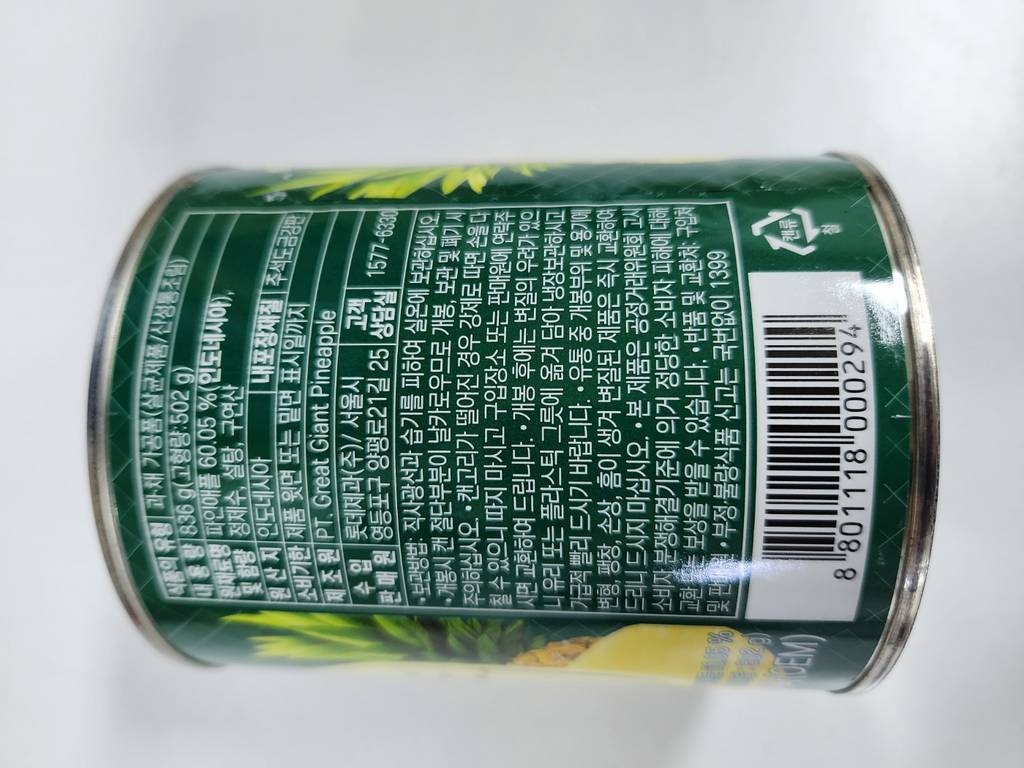 식품의 유형 과·채 가공품(살균제품/산성통조림)
내 용 량 836 g(고형량:502 g)
원재료명 및 함량 파인애플 60.05 %(인도네시아),
정제수, 설탕, 구연산
원 산 지 인도네시아 내포장재질 주석도금강판
소비기한 제품 윗면 또는 밑면 표시일까지
제 조 원 PT. Great Giant Pineapple
수 입 판 매 원 롯데제과(주)/ 서울시 영등포구 양평로21길 25 고객 상담실 1577-6330
•보관방법: 직사광선과 습기를 피하여 실온에 보관하십시오.
•개봉시 캔 절단부분이 날카로우므로 개봉, 보관 및 폐기 시
주의하십시오. •캔고리가 떨어진 경우 강제로 따면 손을 다
칠 수 있으니 따지 마시고 구입장소 또는 판매원에 연락주
시면 교환하여 드립니다. •개봉 후에는 변질의 우려가 있으
니 유리 또는 플라스틱 그릇에 옮겨 담아 냉장보관하시고
가급적 빨리 드시기 바랍니다. •유통 중 개봉부위 및 용기에
변형, 팽창, 손상, 흠이 생겨 변질된 제품은 즉시 교환하여
드리니 드시지 마십시오. •본 제품은 공정거래위원회 고시
소비자분쟁해결기준에 의거 정당한 소비자 피해에 대해
교환 또는 보상을 받을 수 있습니다. •반품 및 교환처: 구입처
및 판매원 •부정,불량식품 신고는 국번없이 1399
캔류
철
8 801118 000294
(OEM)